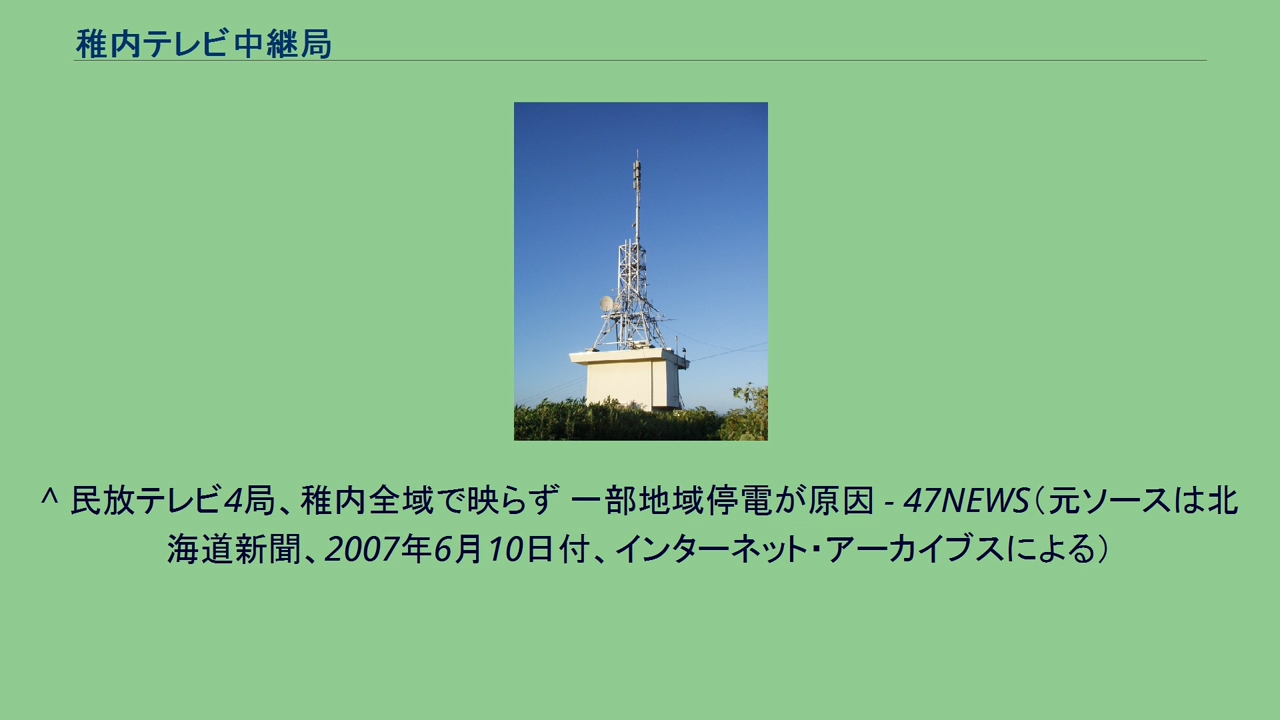 稚内テレビ中継局
^ 民放テレビ4局、稚内全域で映らず 一部地域停電が原因 - 47NEWS（元ソースは北
海道新聞、2007年6月10日付、インターネット・アーカイブスによる）